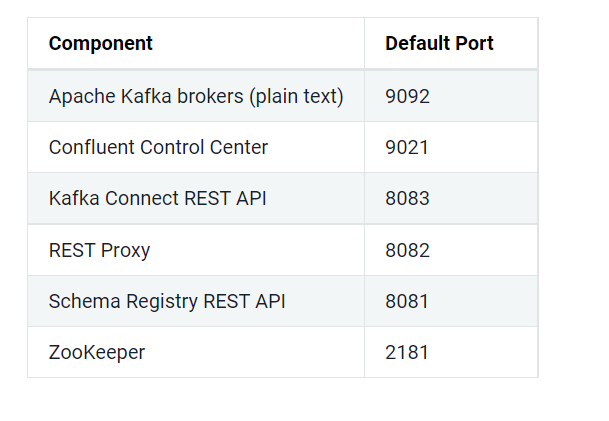 Component Default Port
Apache Kafka brokers (plain text) 9092
Confluent Control Center 9021
Kafka Connect REST API 8083
REST Proxy 8082
Schema Registry REST API 8081
ZooKeeper 2181